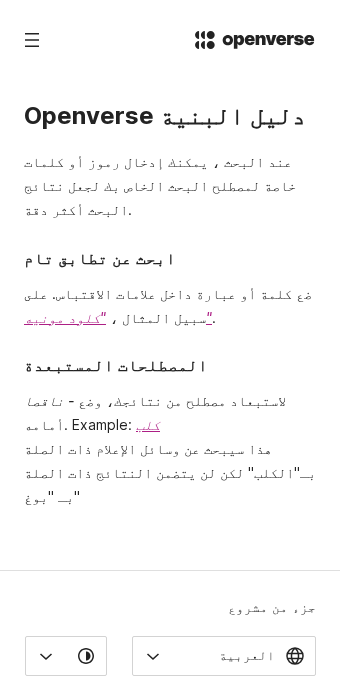 openverse
دليل البنية Openverse
عند البحث ، يمكنك إدخال رموز أو كلمات
خاصة لمصطلح البحث الخاص بك لجعل نتائج
البحث أكثر دقة.
ابحث عن تطابق تام
ضع كلمة أو عبارة داخل علامات الاقتباس. على
سبيل المثال ، "كلود مونيه".
المصطلحات المستبعدة
لاستبعاد مصطلح من نتائجك، وضع - ناقصا
أمامه. Example: كلب
هذا سيبحث عن وسائل الإعلام ذات الصلة
بـ"الكلب" لكن لن يتضمن النتائج ذات الصلة
بـ "بوغ"
جزء من مشروع
العربية